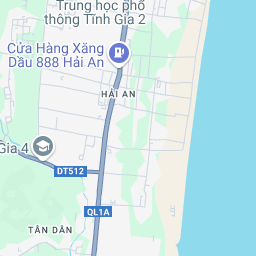 Trung học phổ
thông Tĩnh Gia 2
Cửa Hàng Xăng
Dầu 888 Hải An
HẢI AN
Gia 4
DT512
QL1A
TÂN DÂN